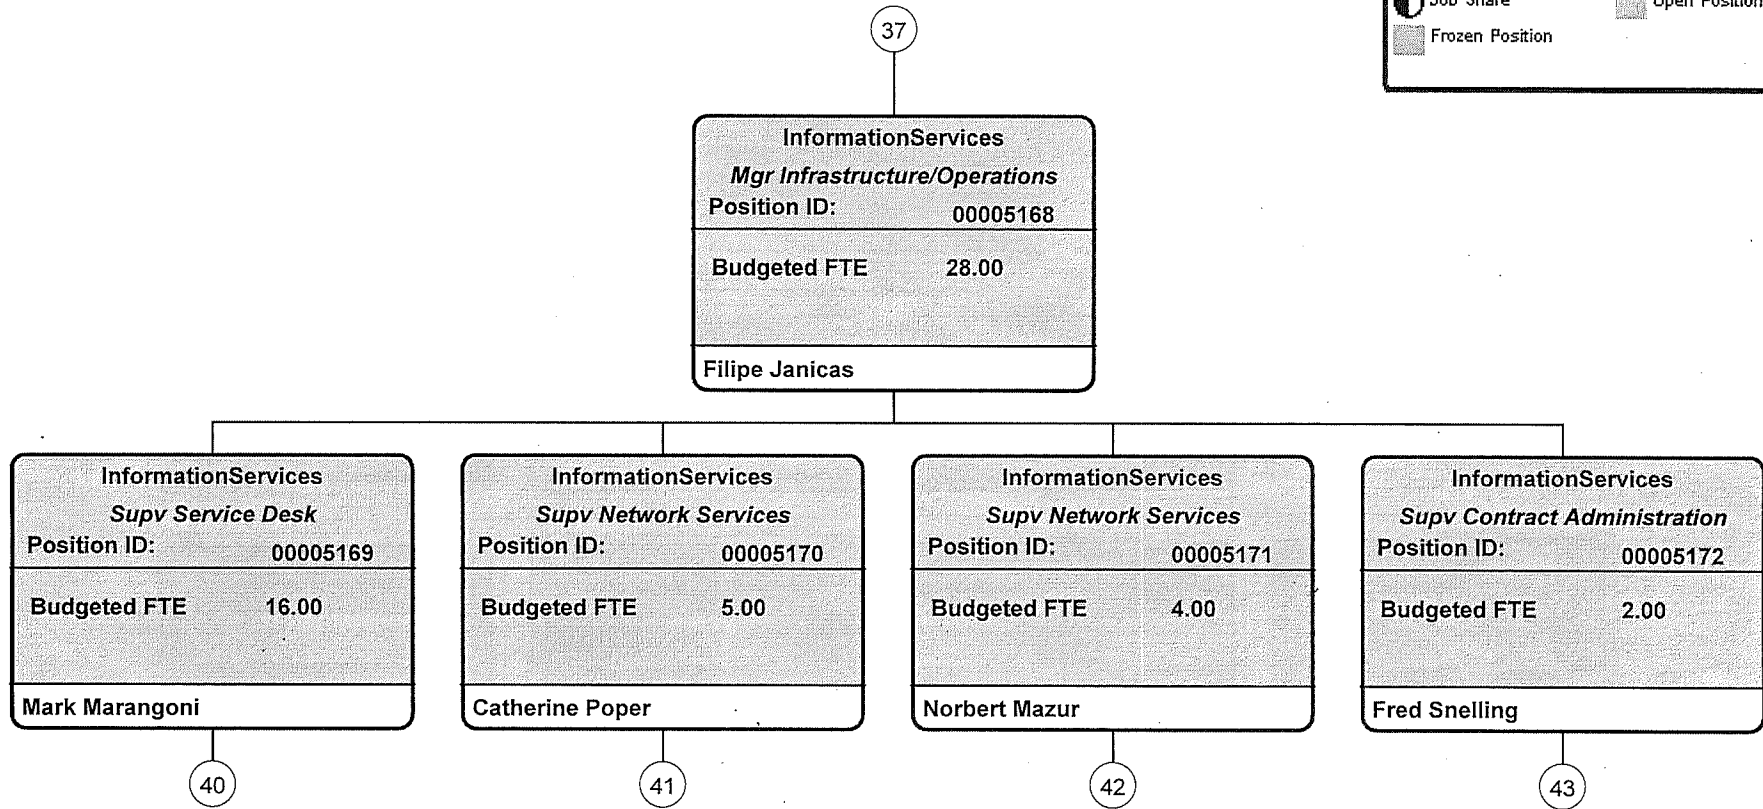 Job Share Open Position
Frozen Position
37
InformationServices
Mgr Infrastructure/Operations
Position ID: 00005168
Budgeted FTE 28.00
Filipe Janicas
InformationServices
Supv Service Desk
Position ID: 00005169
Budgeted FTE 16.00
Mark Marangoni
40
InformationServices
Supv Network Services
Position ID: 00005170
Budgeted FTE 5.00
Catherine Poper
41
InformationServices
Supv Network Services
Position ID: 00005171
Budgeted FTE 4.00
Norbert Mazur
42
InformationServices
Supv Contract Administration
Position ID: 00005172
Budgeted FTE 2.00
Fred Snelling
43